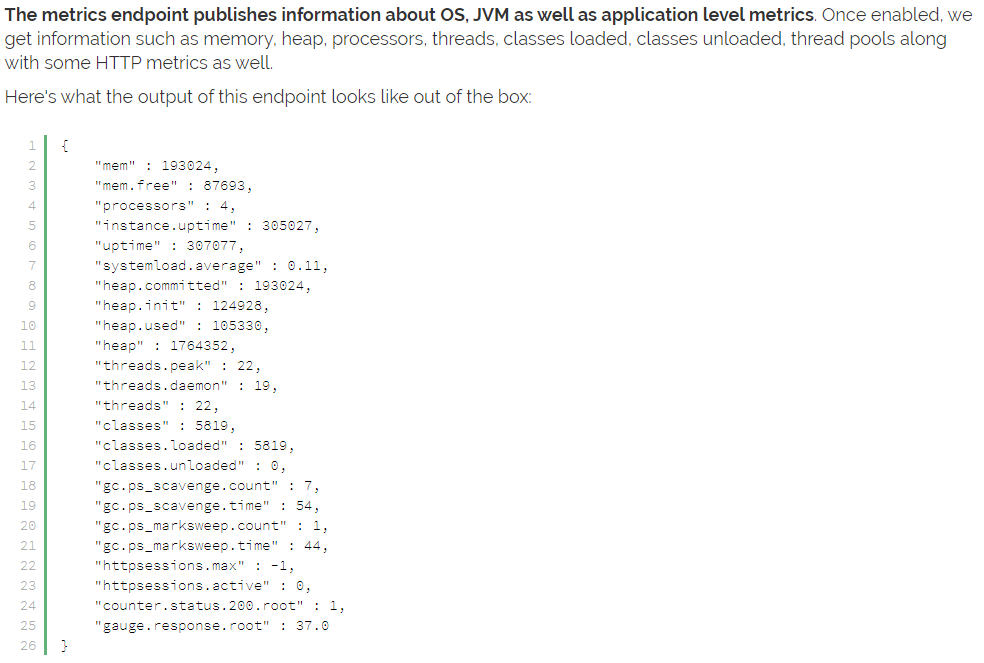 The metrics endpoint publishes information about OS, JVM as well as application level metrics. Once enabled, we
get information such as memory, heap, processors, threads, classes loaded, classes unloaded, thread pools along
with some HTTP metrics as well.
Here's what the output of this endpoint looks like out of the box:
1 {
2     "mem" : 193024,
3     "mem.free" : 87693,
4     "processors" : 4,
5     "instance.uptime" : 305027,
6     "uptime" : 307077,
7     "systemload.average" : 0.11,
8     "heap.committed" : 193024,
9     "heap.init" : 124928,
10     "heap.used" : 105330,
11     "heap" : 1764352,
12     "threads.peak" : 22,
13     "threads.daemon" : 19,
14     "threads" : 22,
15     "classes" : 5819,
16     "classes.loaded" : 5819,
17     "classes.unloaded" : 0,
18     "gc.ps_scavenge.count" : 7,
19     "gc.ps_scavenge.time" : 54,
20     "gc.ps_marksweep.count" : 1,
21     "gc.ps_marksweep.time" : 44,
22     "httpsessions.max" : -1,
23     "httpsessions.active" : 0,
24     "counter.status.200.root" : 1,
25     "gauge.response.root" : 37.0
26 }